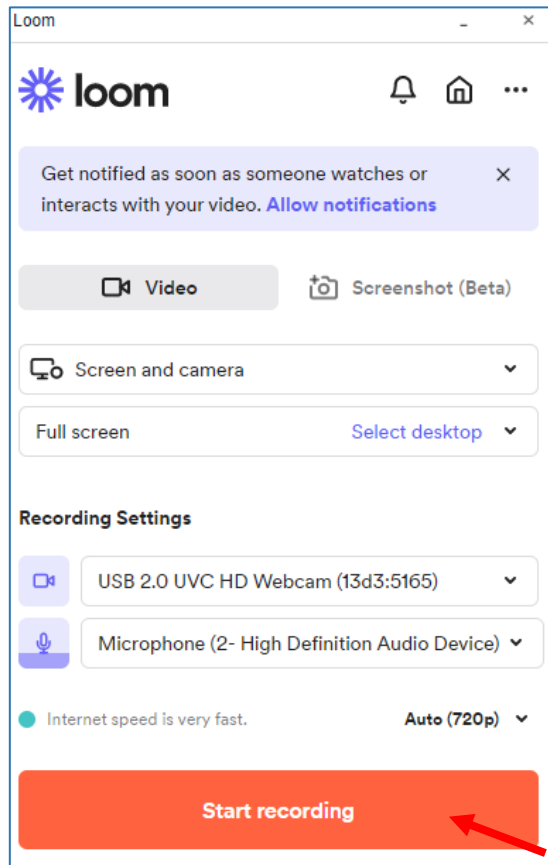 Loom
loom
Get notified as soon as someone watches or
interacts with your video. Allow notifications
Video
Screenshot (Beta)
Screen and camera
Full screen
Select desktop
Recording Settings
USB 2.0 UVC HD Webcam (13d3:5165)
Microphone (2- High Definition Audio Device)
Internet speed is very fast.
Auto (720p)
Start recording